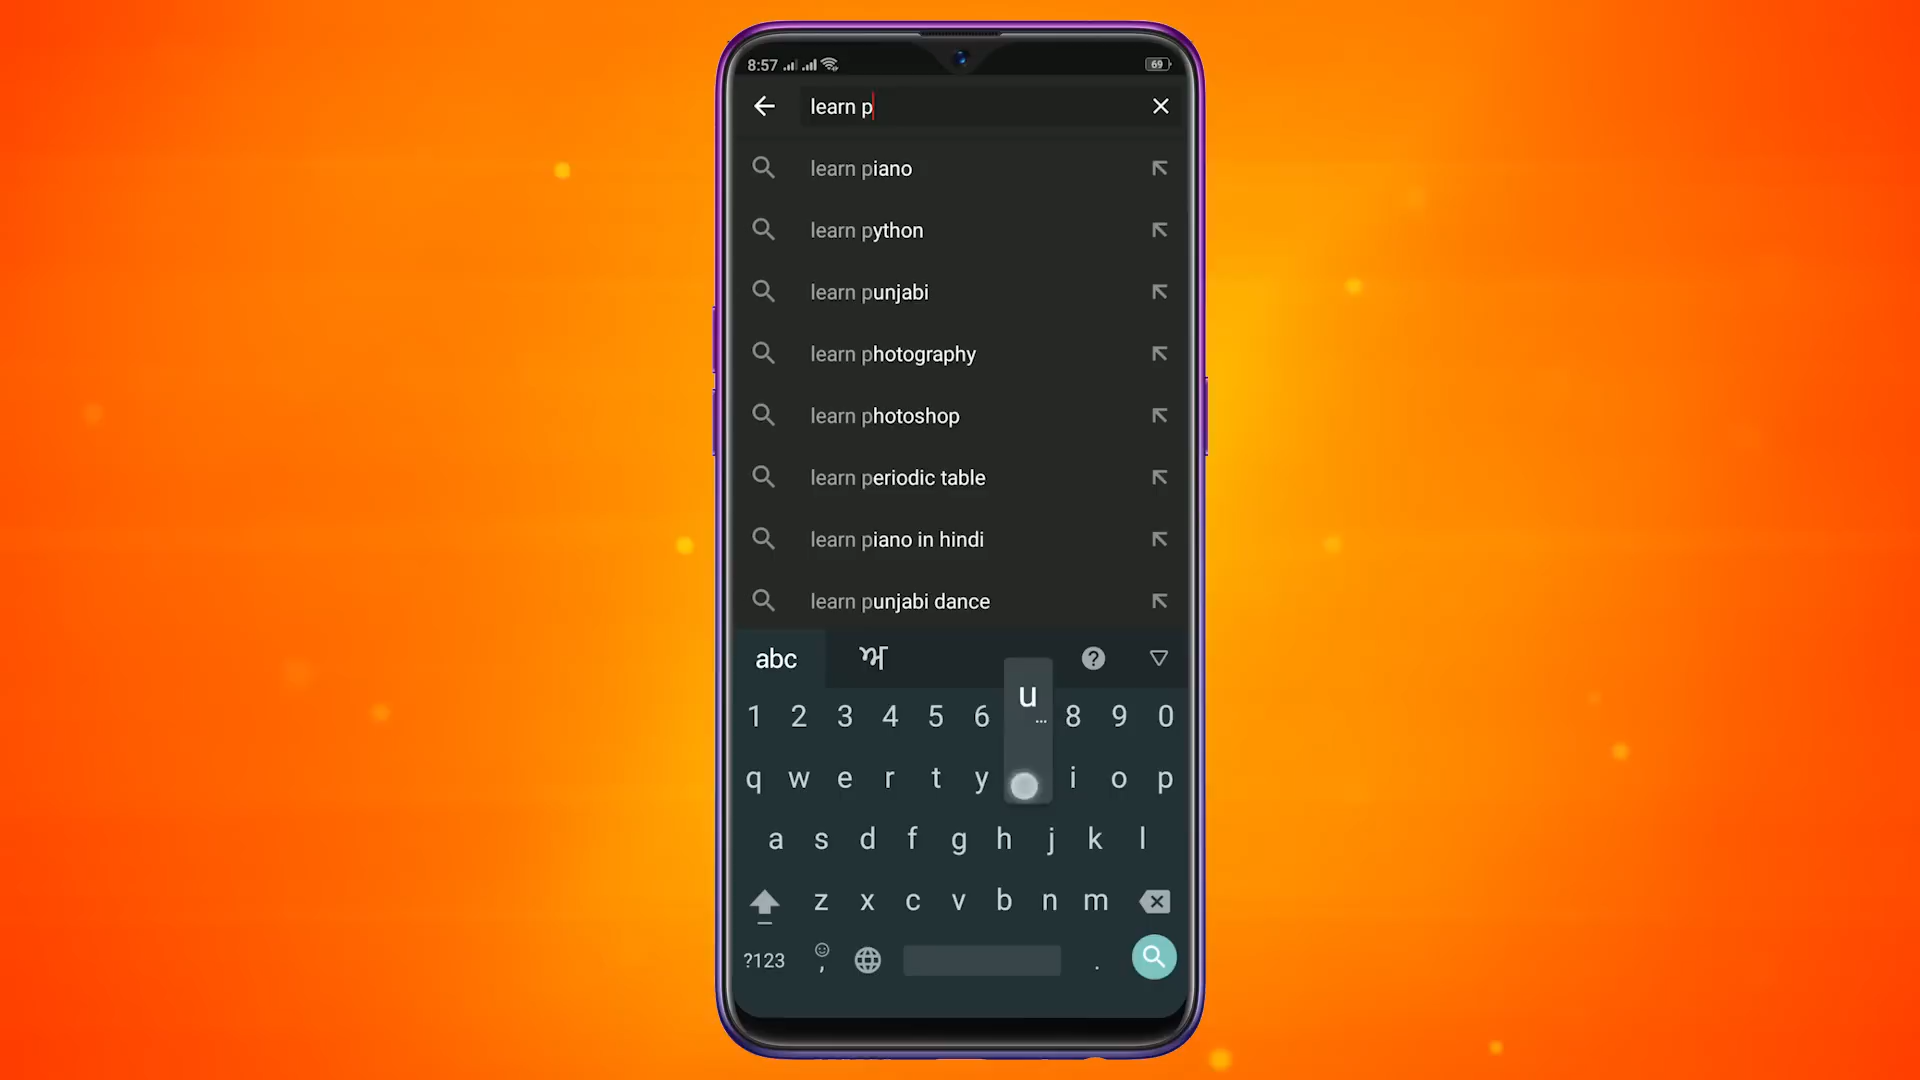 8:57
69
learn p
learn piano
learn python
learn punjabi
learn photography
learn photoshop
learn periodic table
learn piano in hindi
learn punjabi dance
abc ਅ ?
u...
1 2 3 4 5 6 8 9 0
q w e r t y i o p
a s d f g h j k l
z x c v b n m
?123 , .